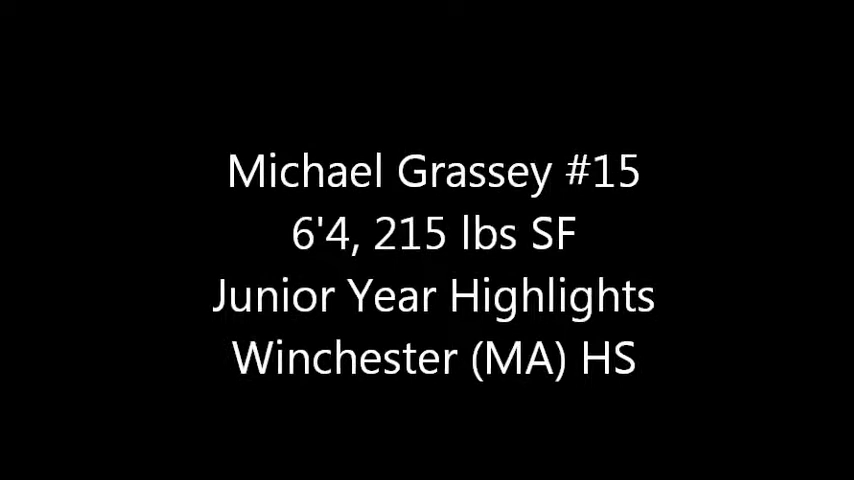 Michael Grassey #15
6'4, 215 lbs SF
Junior Year Highlights
Winchester (MA) HS